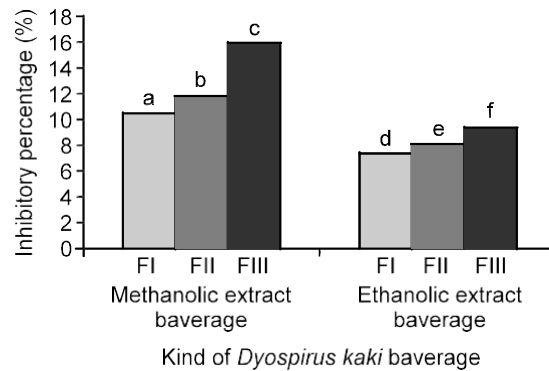 Inhibitory percentage (%)
18
16
14
12
10
8
6
4
2
0
a
b
c
d
e
f
FI FII FIII FI FII FIII
Methanolic extract
baverage
Ethanolic extract
baverage
Kind of Dyospirus kaki baverage